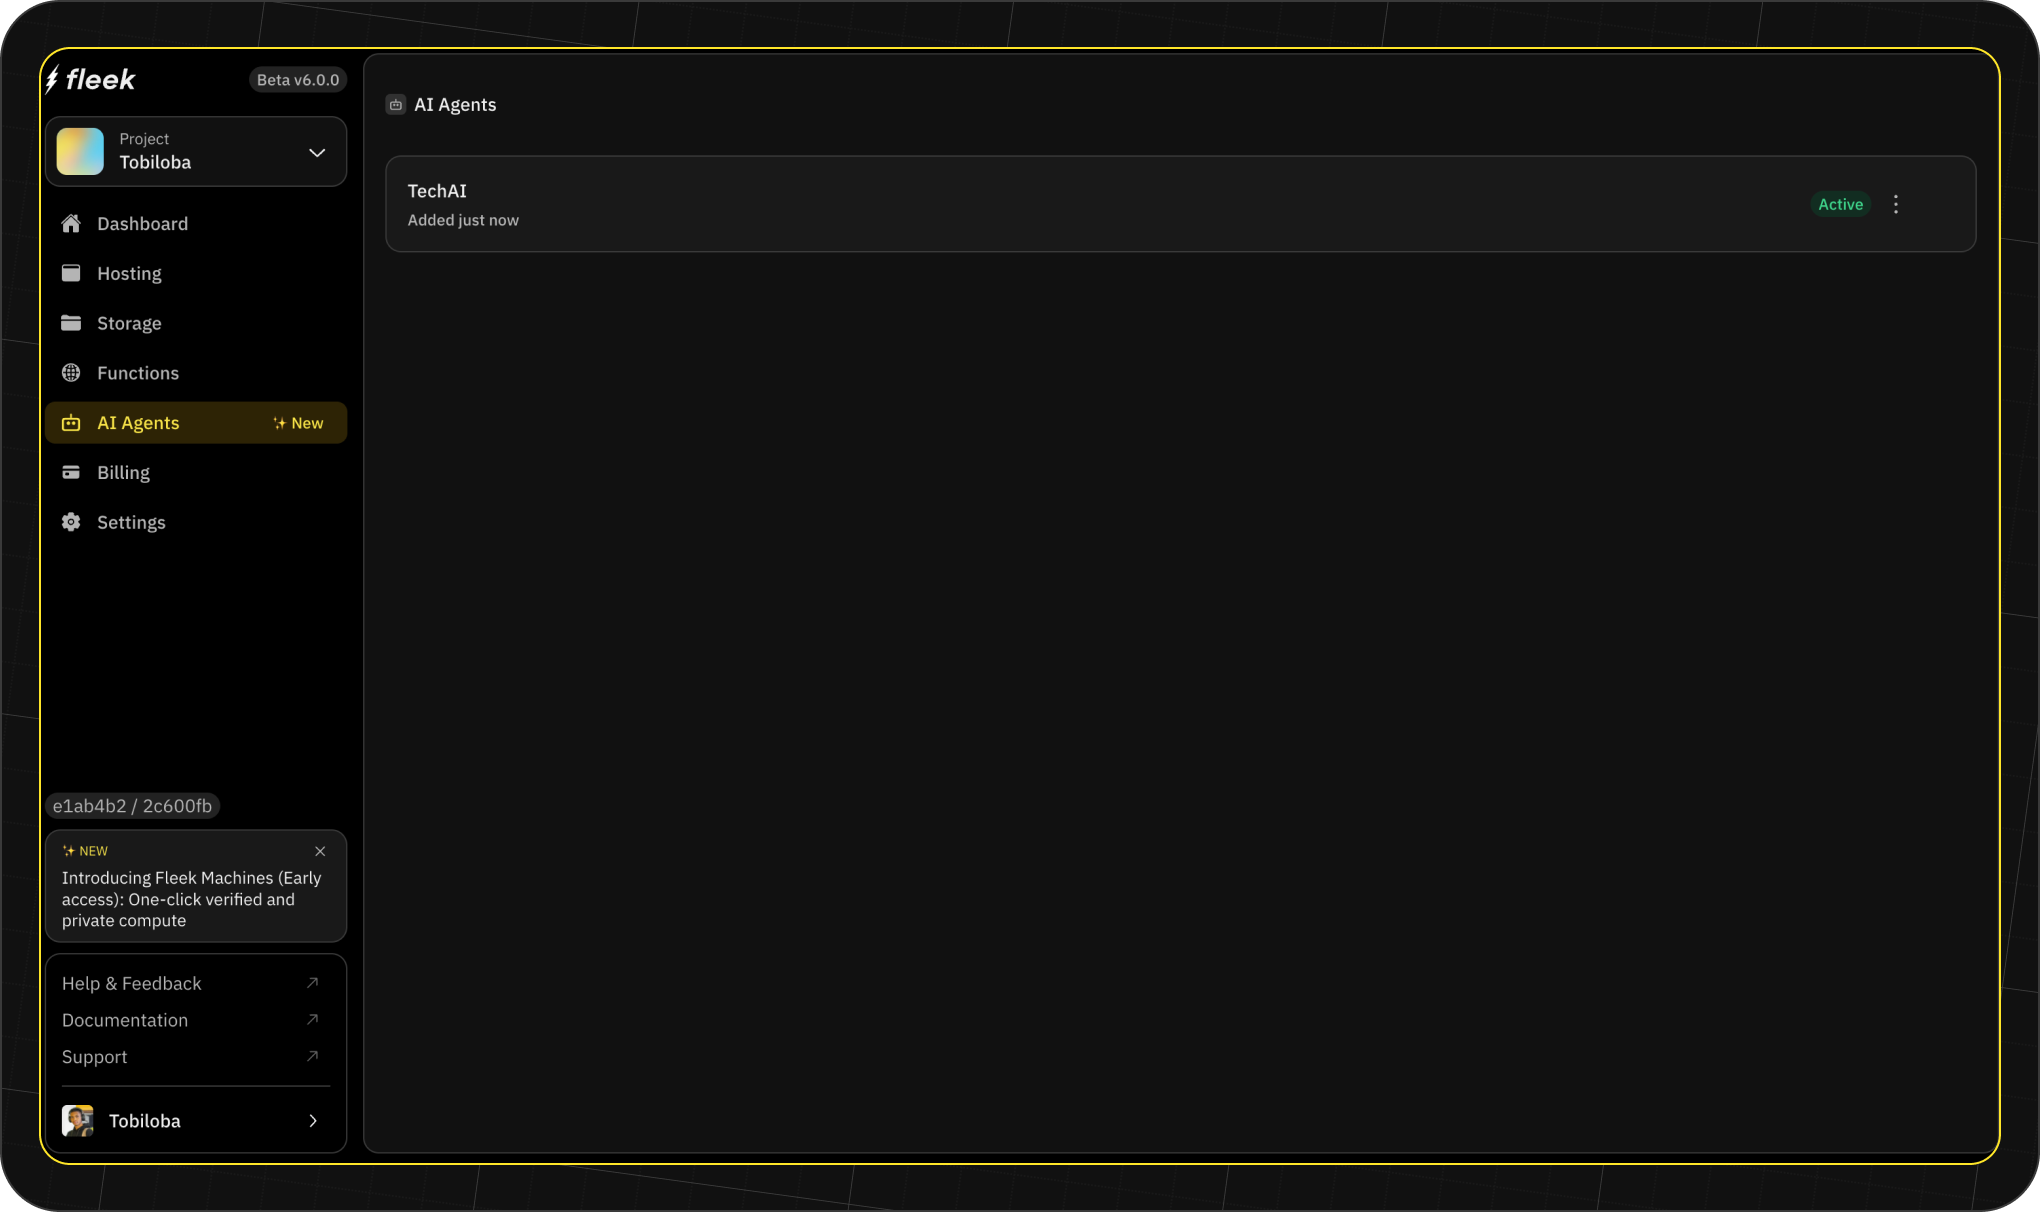 fleek
Beta v6.0.0
Project
Tobiloba
Dashboard
Hosting
Storage
Functions
AI Agents
New
Billing
Settings
e1ab4b2 / 2c600fb
NEW
Introducing Fleek Machines (Early
access): One-click verified and
private compute
Help & Feedback
Documentation
Support
Tobiloba
AI Agents
TechAI
Added just now
Active